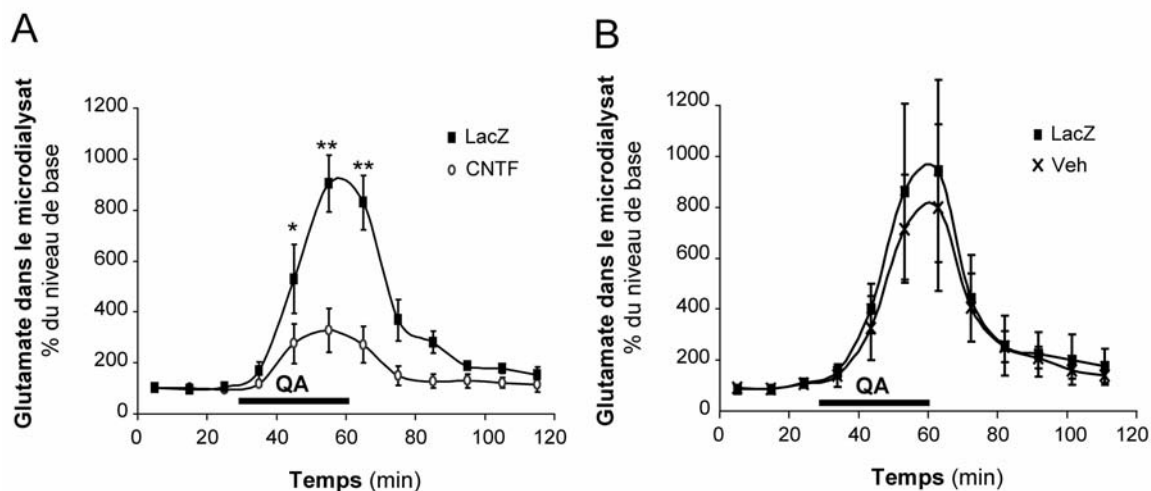 A
Glutamate dans le microdialysat
% du niveau de base
1200
1000
800
600
400
200
0
LacZ
CNTF
*
**
**
QA
0 20 40 60 80 100 120
Temps (min)
B
Glutamate dans le microdialysat
% du niveau de base
1200
1000
800
600
400
200
0
LacZ
Veh
QA
0 20 40 60 80 100 120
Temps (min)